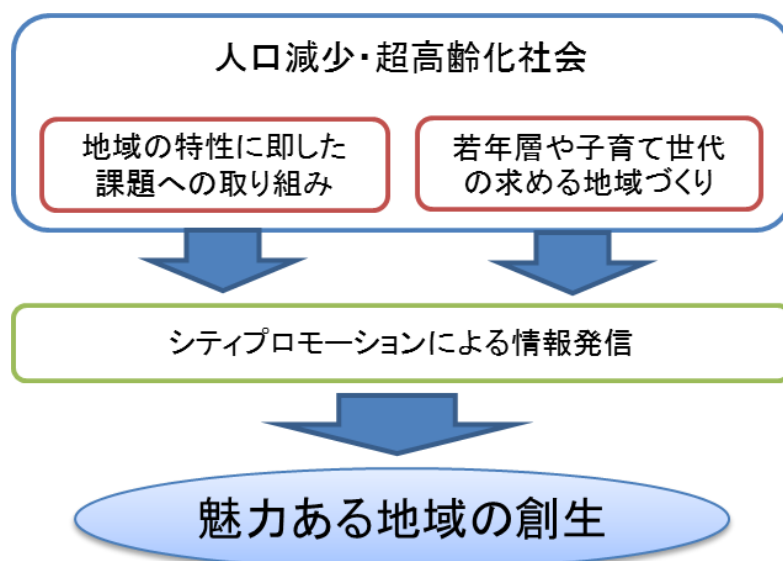 人口減少・超高齢化社会
地域の特性に即した
課題への取り組み
若年層や子育て世代
の求める地域づくり
シティプロモーションによる情報発信
魅力ある地域の創生